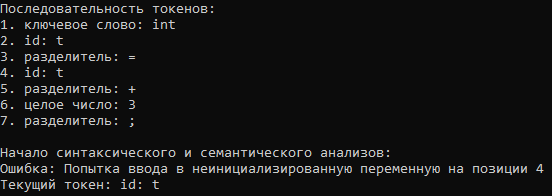 Последовательность токенов:
1. ключевое слово: int
2. id: t
3. разделитель: =
4. id: t
5. разделитель: +
6. целое число: 3
7. разделитель: ;
Начало синтаксического и семантического анализов:
Ошибка: Попытка ввода в неинициализированную переменную на позиции 4
Текущий токен: id: t